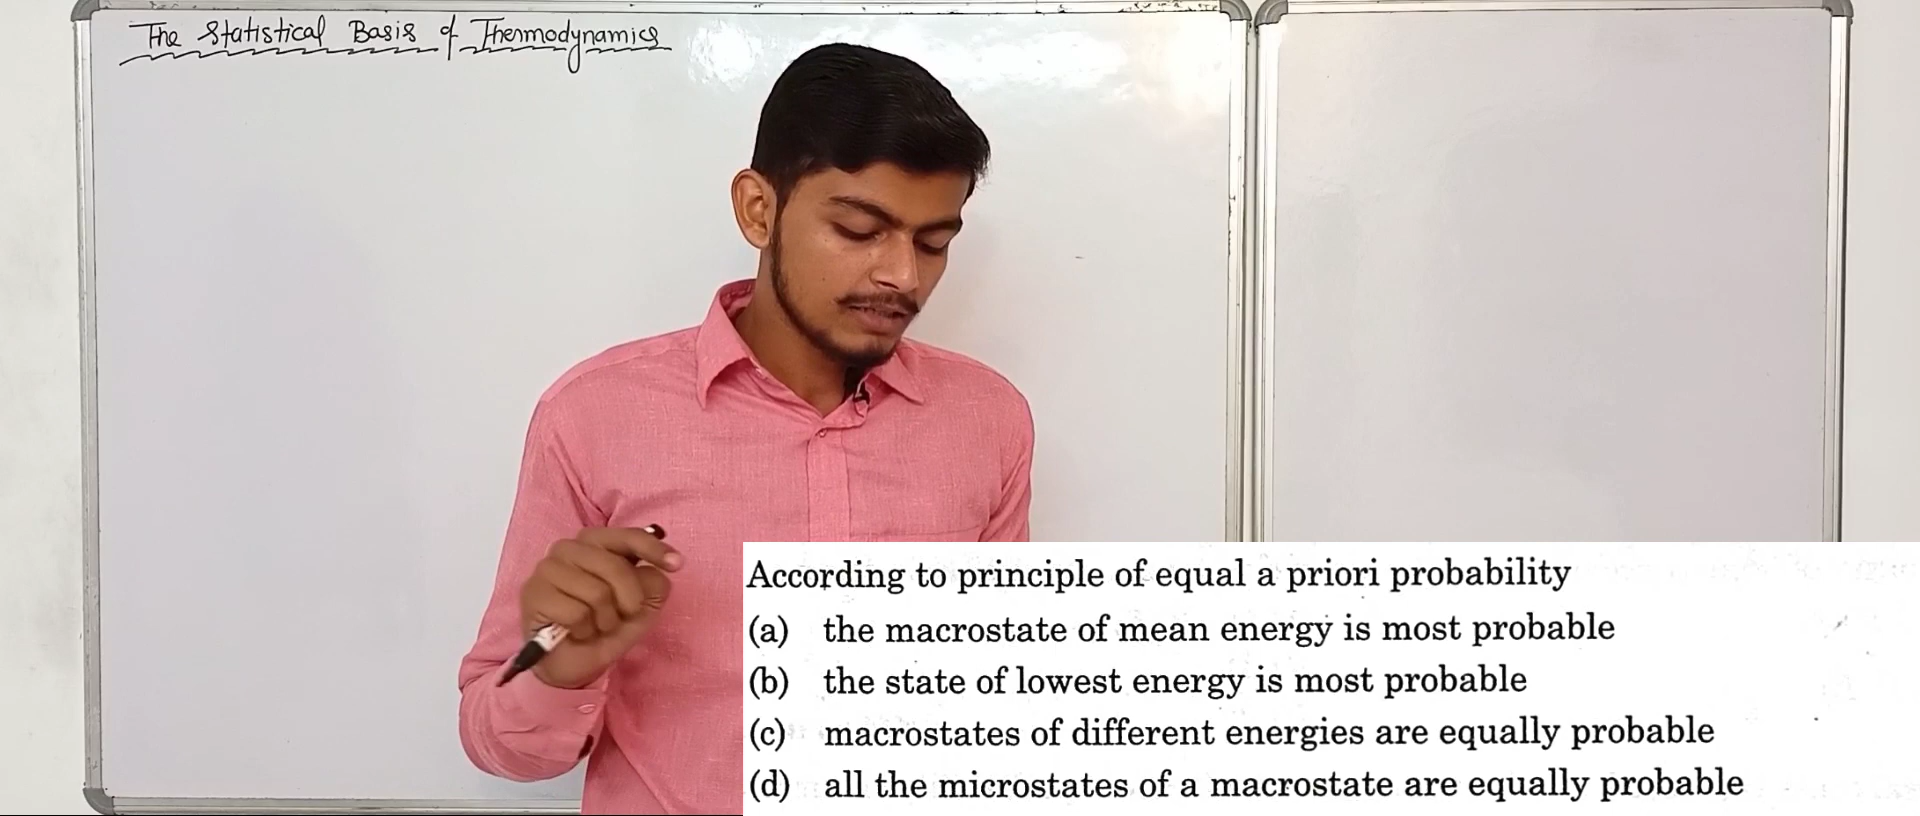 The Statistical Basis of Thermodynamics
According to principle of equal a priori probability
(a) the macrostate of mean energy is most probable
(b) the state of lowest energy is most probable
(c) macrostates of different energies are equally probable
(d) all the microstates of a macrostate are equally probable